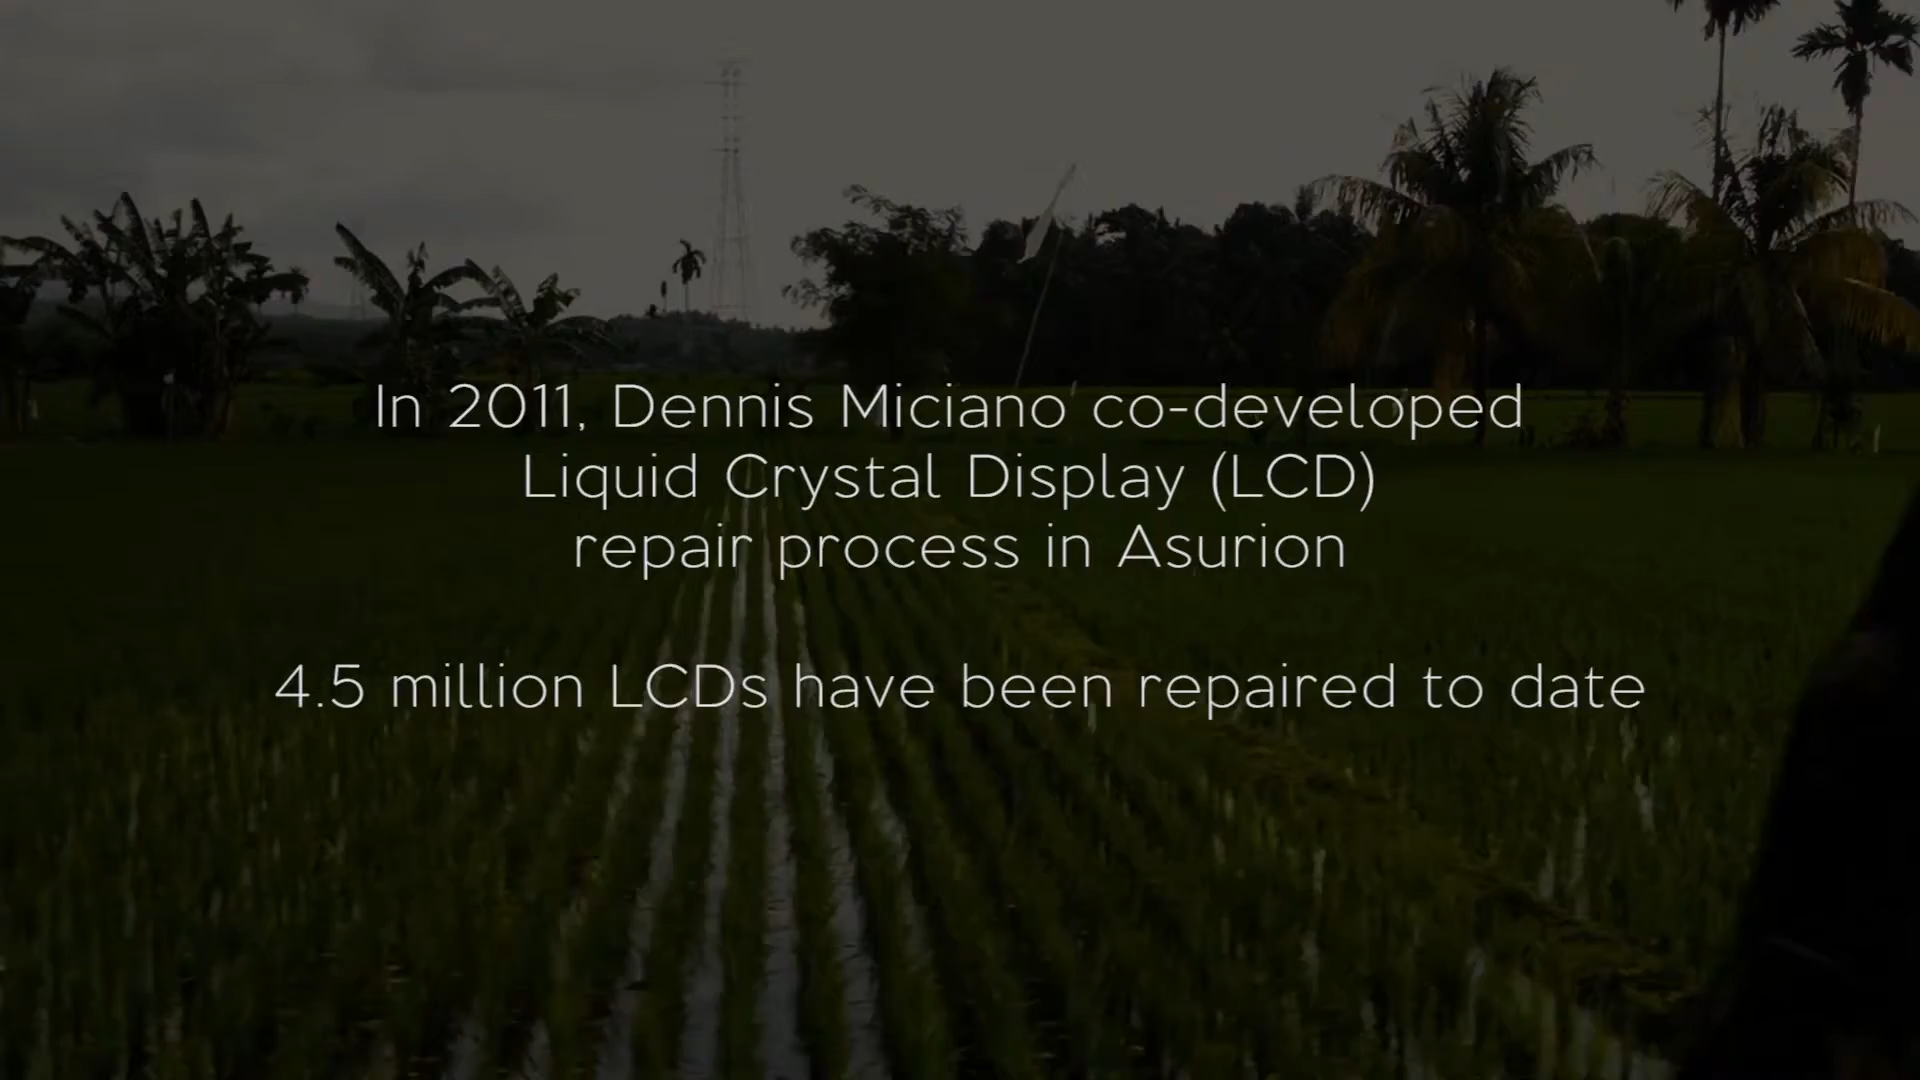 In 2011, Dennis Miciano co-developed
Liquid Crystal Display (LCD)
repair process in Asurion
4.5 million LCDs have been repaired to date